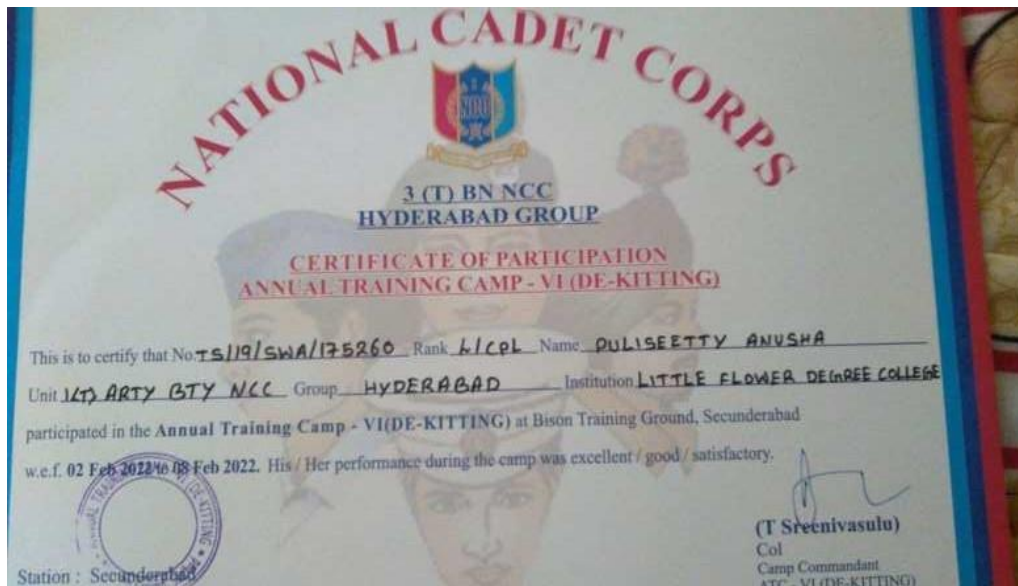 NATIONAL CADET CORPS
NCC
3 (T) BN NCC
HYDERABAD GROUP
CERTIFICATE OF PARTICIPATION
ANNUAL TRAINING CAMP - VI (DE-KITTING)
This is to certify that No. TS/19/SWA/175260 Rank L/CPL Name PULISEETTY ANUSHA
Unit 1(T) ARTY BTY NCC Group HYDERABAD Institution LITTLE FLOWER DEGREE COLLEGE
participated in the Annual Training Camp - VI(DE-KITTING) at Bison Training Ground, Secunderabad
w.e.f. 02 Feb 2022 to 08 Feb 2022. His / Her performance during the camp was excellent / good / satisfactory.
(T Sreenivasulu)
Col
Camp Commandant
ATC - VI(DE-KITTING)
Station : Secunderabad